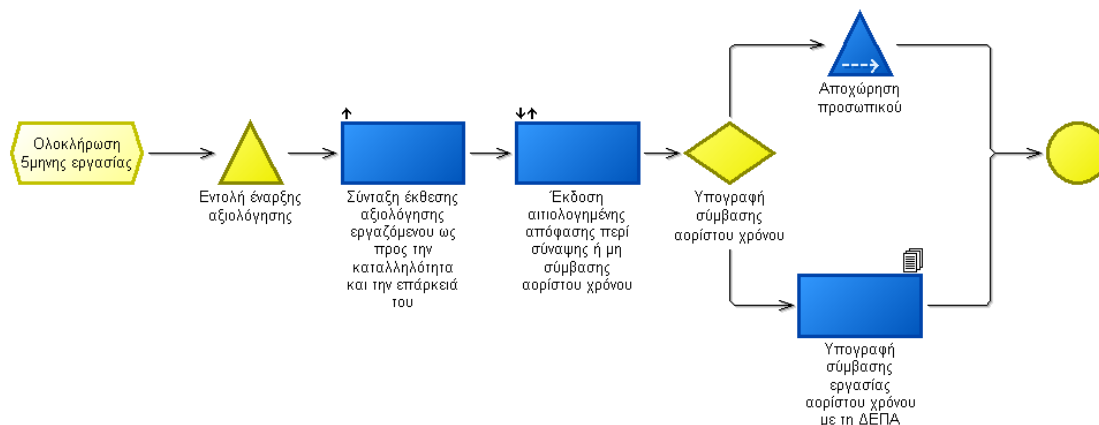 Ολοκλήρωση
5μηνης εργασίας
Εντολή έναρξης
αξιολόγησης
Σύνταξη έκθεσης
αξιολόγησης
εργαζόμενου ως
προς την
καταλληλότητα
και την επάρκειά
του
Έκδοση
αιτιολογημένης
απόφασης περί
σύναψης ή μη
σύμβασης
αορίστου χρόνου
Υπογραφή
σύμβασης
αορίστου χρόνου
Αποχώρηση
προσωπικού
Υπογραφή
σύμβασης
εργασίας
αορίστου χρόνου
με τη ΔΕΠΑ